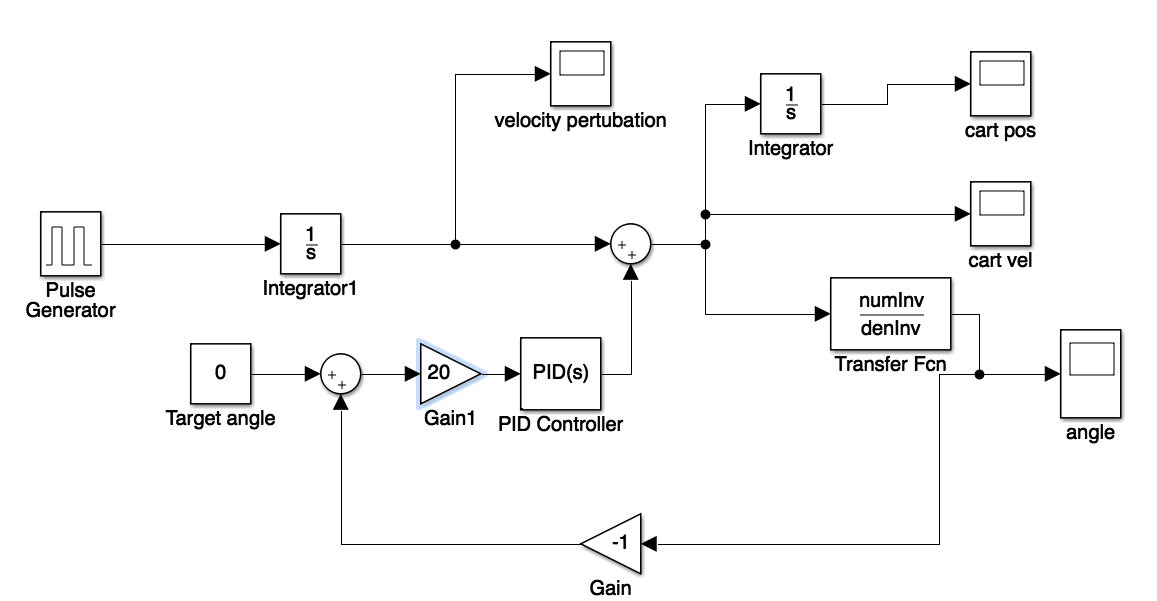 velocity pertubation
1
s
Integrator
cart pos
Pulse
Generator
1
s
Integrator1
+
+
cart vel
numInv
denInv
Transfer Fcn
0
Target angle
+
+
20
Gain1
PID(s)
PID Controller
angle
-1
Gain